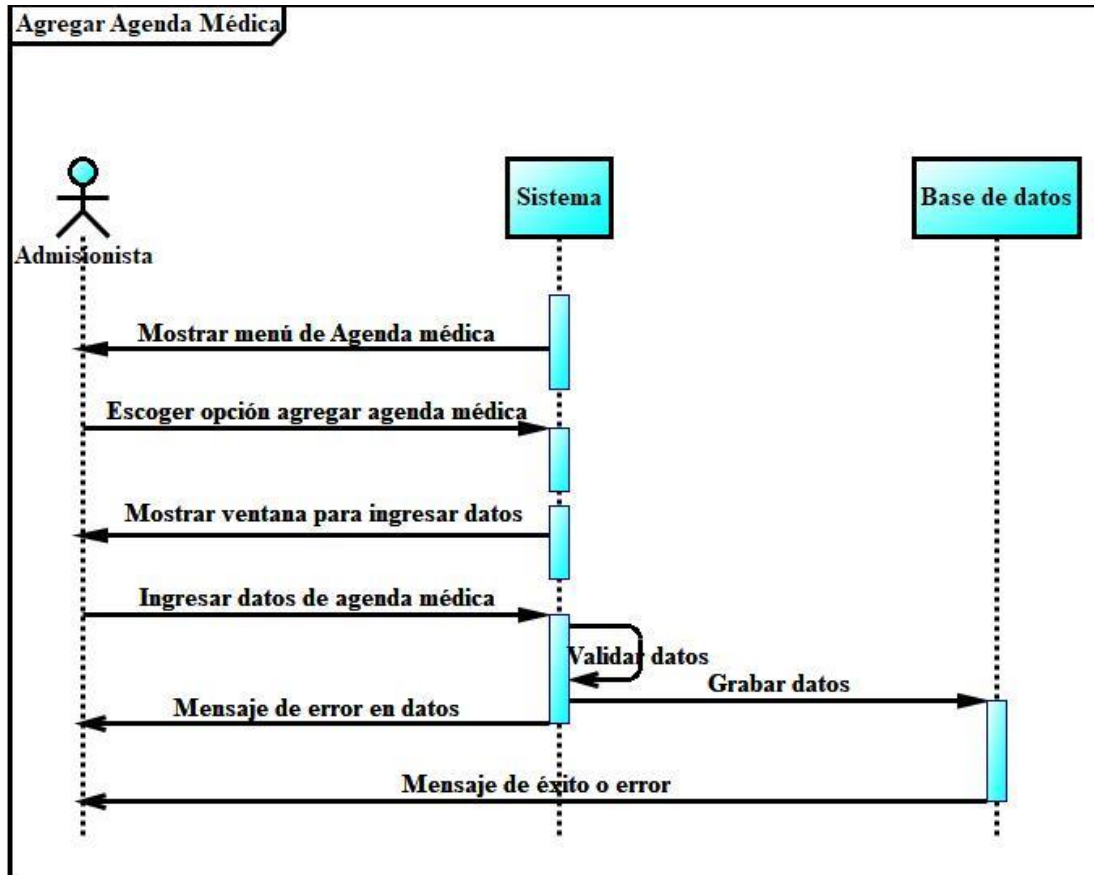 Agregar Agenda Médica
Sistema
Base de datos
Admisionista
Mostrar menú de Agenda médica
Escoger opción agregar agenda médica
Mostrar ventana para ingresar datos
Ingresar datos de agenda médica
Validar datos
Grabar datos
Mensaje de error en datos
Mensaje de éxito o error